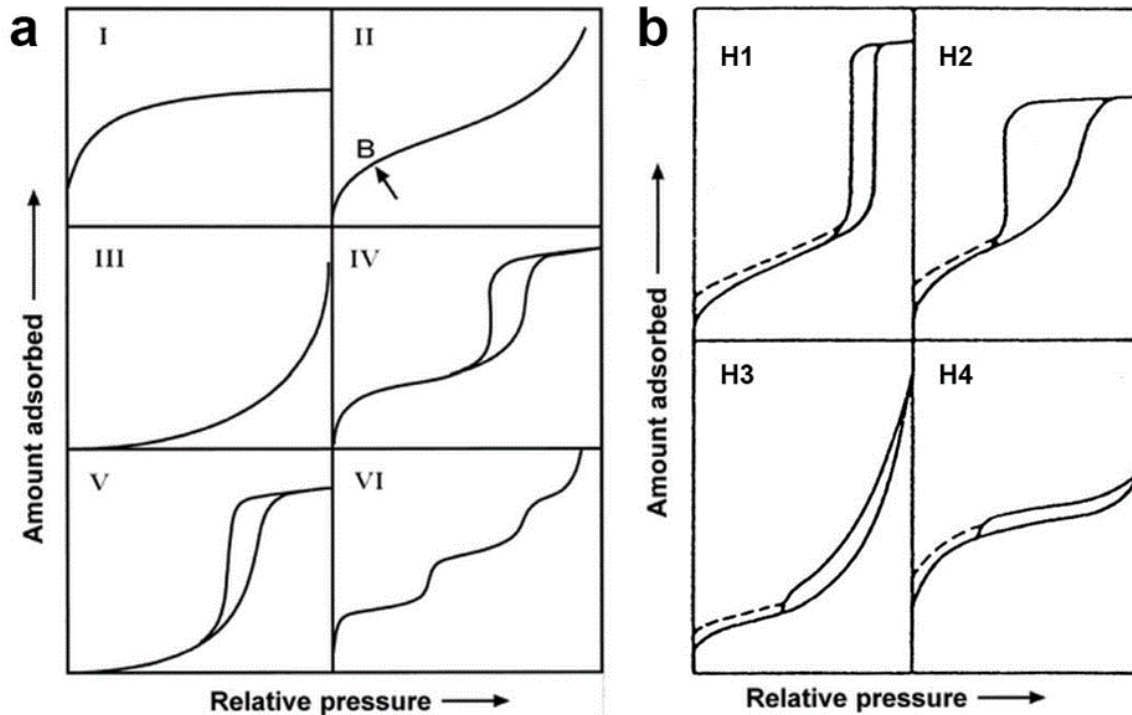 a
I
II
B
III
IV
V
VI
Amount adsorbed
Relative pressure
b
H1
H2
H3
H4
Amount adsorbed
Relative pressure